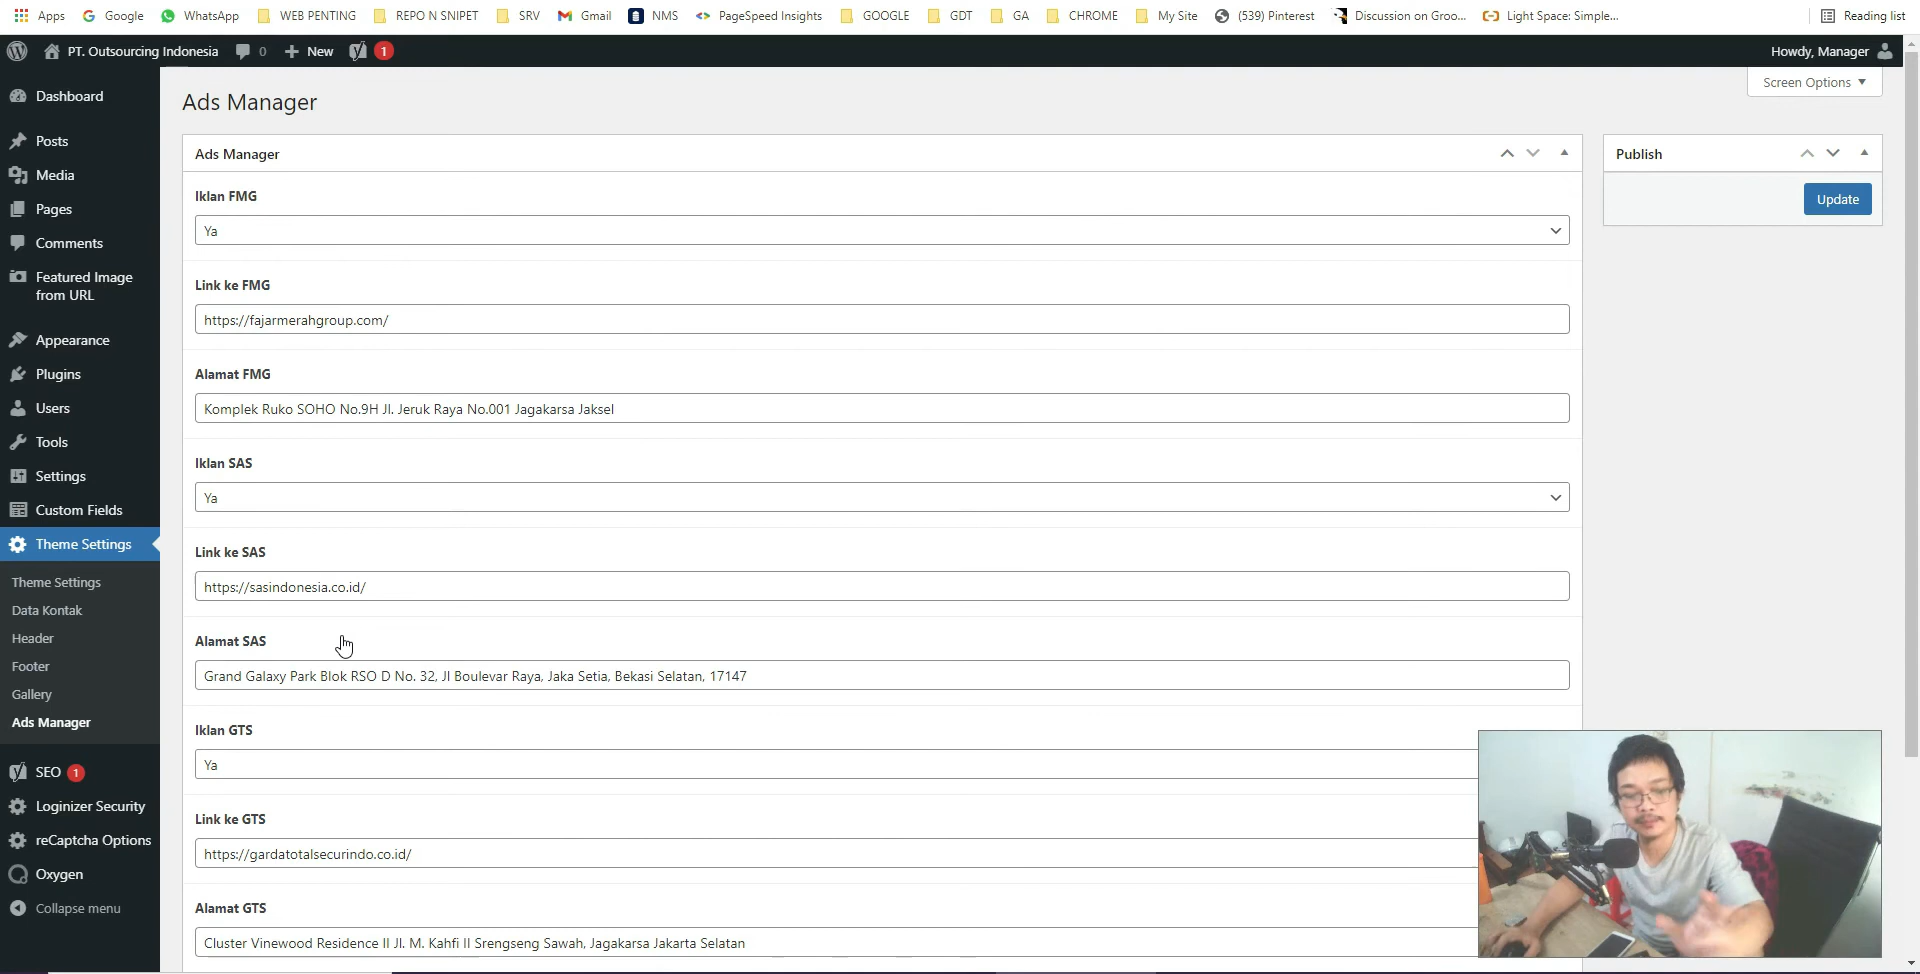 Apps Google WhatsApp WEB PENTING REPO N SNIPET SRV Gmail NMS PageSpeed Insights GOOGLE GDT GA CHROME My Site (539) Pinterest Discussion on Groo... Light Space: Simple... Reading list
PT. Outsourcing Indonesia 0 New 1 Howdy, Manager
Screen Options
Dashboard
Posts
Media
Pages
Comments
Featured Image
from URL
Appearance
Plugins
Users
Tools
Settings
Custom Fields
Theme Settings
Theme Settings
Data Kontak
Header
Footer
Gallery
Ads Manager
SEO 1
Loginizer Security
reCaptcha Options
Oxygen
Collapse menu
Ads Manager
Ads Manager
Iklan FMG
Ya
Link ke FMG
https://fajarmerahgroup.com/
Alamat FMG
Komplek Ruko SOHO No.9H Jl. Jeruk Raya No.001 Jagakarsa Jaksel
Iklan SAS
Ya
Link ke SAS
https://sasindonesia.co.id/
Alamat SAS
Grand Galaxy Park Blok RSO D No. 32, Jl Boulevar Raya, Jaka Setia, Bekasi Selatan, 17147
Iklan GTS
Ya
Link ke GTS
https://gardatotalsecurindo.co.id/
Alamat GTS
Cluster Vinewood Residence II Jl. M. Kahfi II Srengseng Sawah, Jagakarsa Jakarta Selatan
Publish
Update